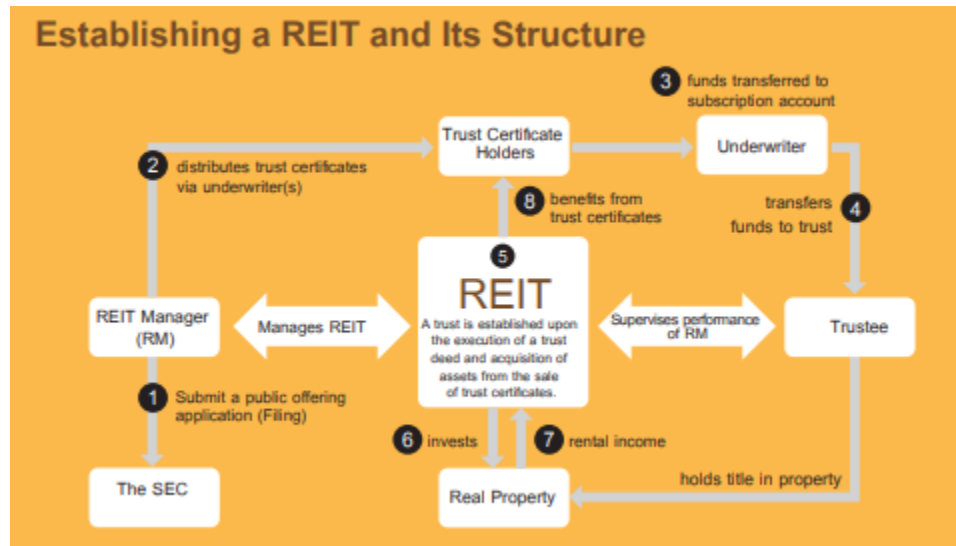 Establishing a REIT and Its Structure
3 funds transferred to
subscription account
Trust Certificate
Holders
Underwriter
2 distributes trust certificates
via underwriter(s)
8 benefits from
trust certificates
transfers 4
funds to trust
5
REIT
A trust is established upon
the execution of a trust
deed and acquisition of
assets from the sale
of trust certificates.
REIT Manager
(RM)
Manages REIT
Supervises performance
of RM
Trustee
1 Submit a public offering
application (Filing)
6 invests
7 rental income
The SEC
Real Property
holds title in property